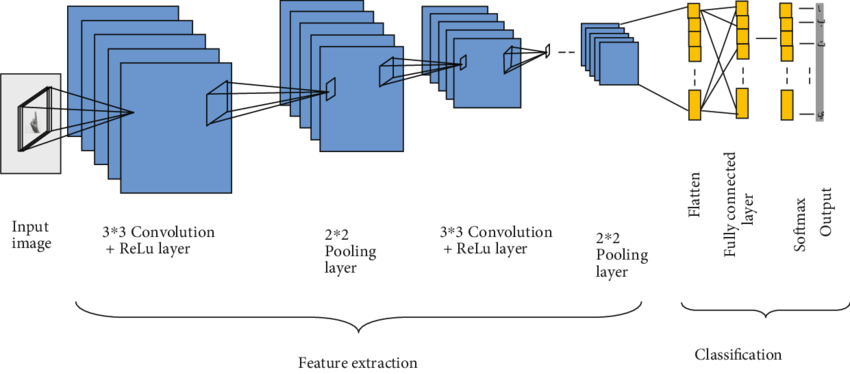 Input
image
3*3 Convolution
+ ReLu layer
2*2
Pooling
layer
3*3 Convolution
+ ReLu layer
2*2
Pooling
layer
Flatten
Fully connected
layer
Softmax
Output
Feature extraction
Classification